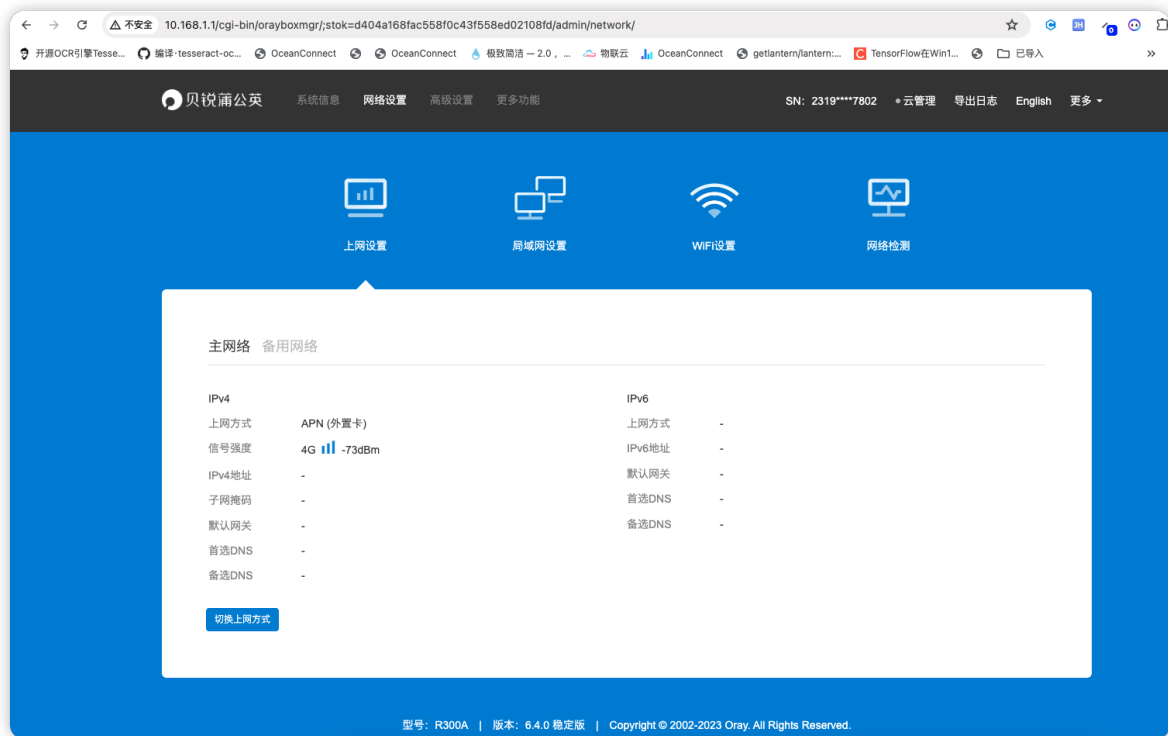 不安全 10.168.1.1/cgi-bin/orayboxmgr/;stok=d404a168fac558f0c43f558ed02108fd/admin/network/
开源OCR引擎Tesse... 编译·tesseract-oc... OceanConnect OceanConnect 极致简洁 — 2.0 ，... 物联云 OceanConnect getlantern/lantern:... TensorFlow在Win1... 已导入 »
贝锐蒲公英 系统信息 网络设置 高级设置 更多功能 SN: 2319****7802 云管理 导出日志 English 更多
上网设置 局域网设置 WiFi设置 网络检测
主网络 备用网络
IPv4
上网方式 APN (外置卡)
信号强度 4G -73dBm
IPv4地址 -
子网掩码 -
默认网关 -
首选DNS -
备选DNS -
IPv6
上网方式 -
IPv6地址 -
默认网关 -
首选DNS -
备选DNS -
切换上网方式
型号：R300A | 版本：6.4.0 稳定版 | Copyright © 2002-2023 Oray. All Rights Reserved.